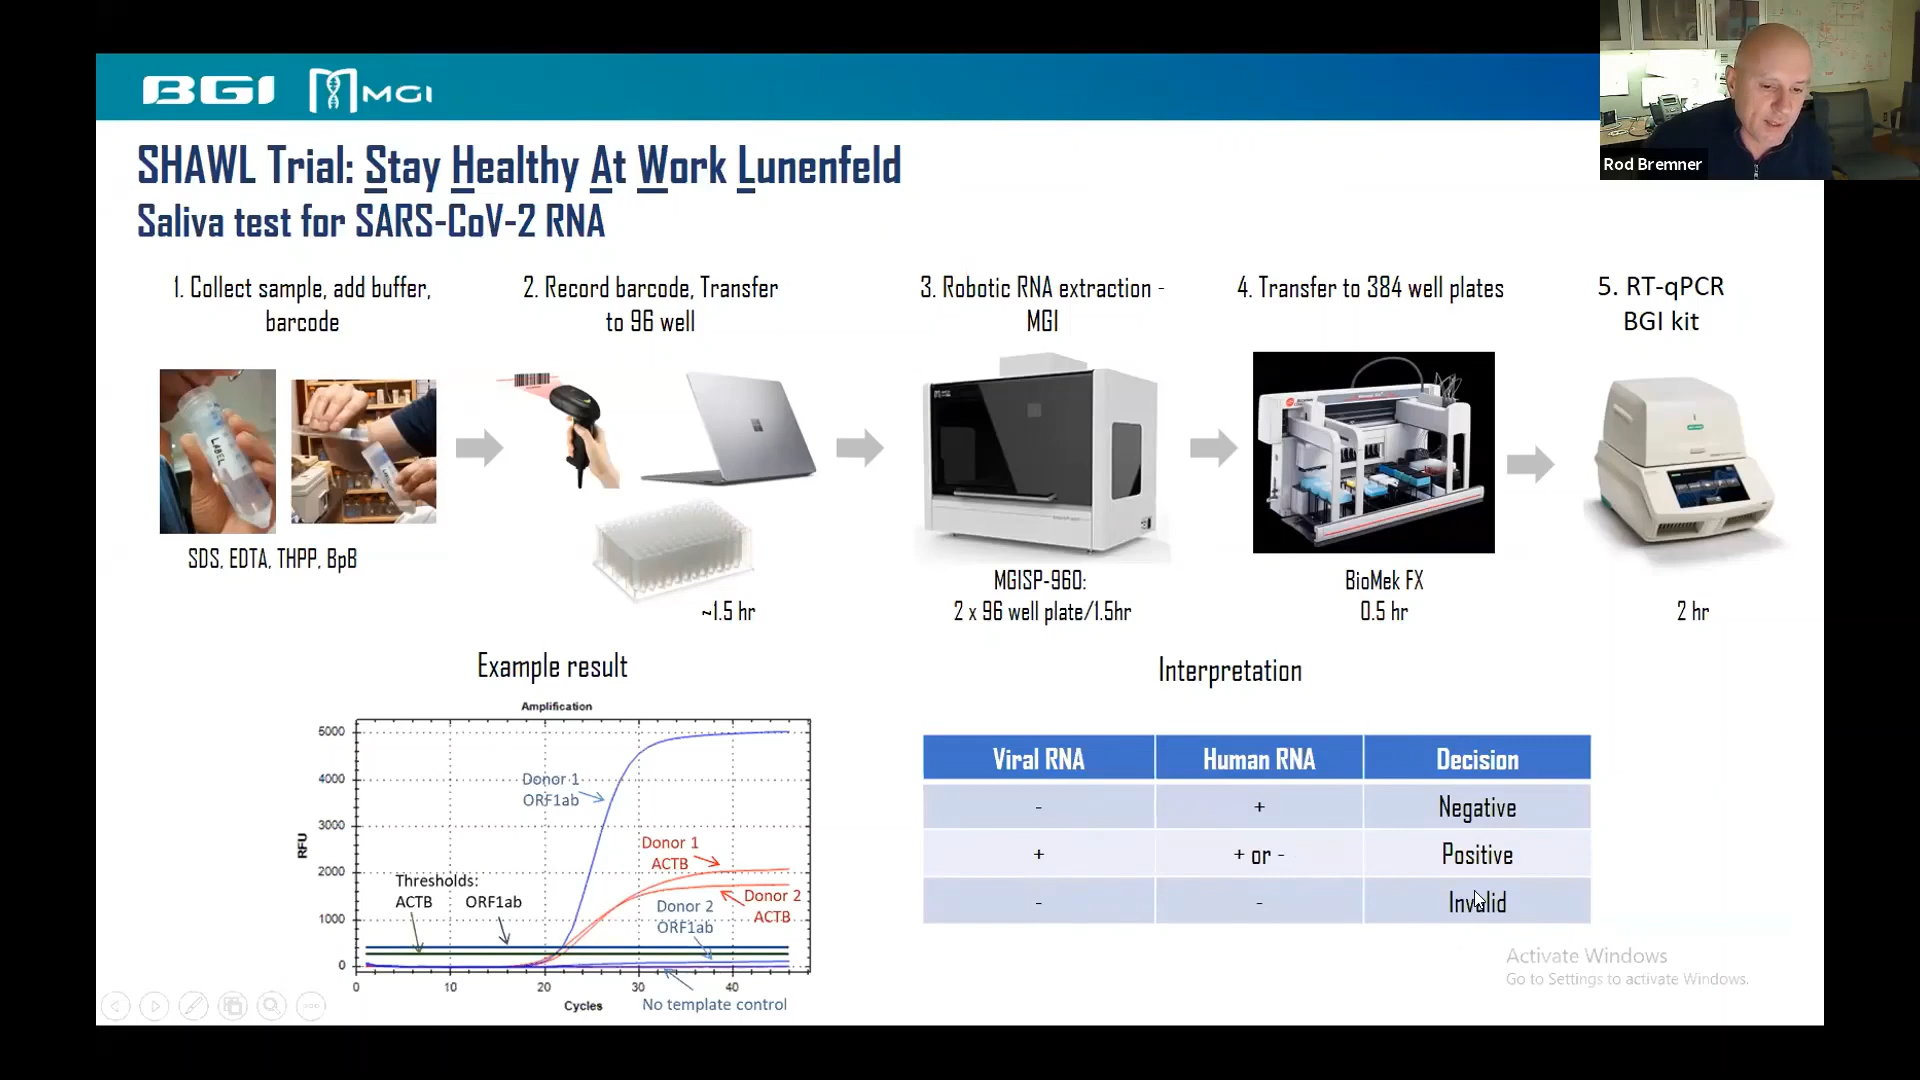 BGI MGI
Rod Bremner
SHAWL Trial: Stay Healthy At Work Lunenfeld
Saliva test for SARS-CoV-2 RNA
1. Collect sample, add buffer,
barcode
2. Record barcode, Transfer
to 96 well
3. Robotic RNA extraction -
MGI
4. Transfer to 384 well plates
5. RT-qPCR
BGI kit
LABEL
SDS, EDTA, THPP, BpB
~1.5 hr
MGISP-960:
2 x 96 well plate/1.5hr
BioMek FX
0.5 hr
2 hr
Example result
Amplification
5000
4000
3000
2000
1000
0
RFU
Donor 1
ORF1ab
Donor 1
ACTB
Thresholds:
ACTB ORF1ab
Donor 2
ACTB
Donor 2
ORF1ab
0 10 20 30 40
Cycles
No template control
Interpretation
Viral RNA Human RNA Decision
- + Negative
+ + or - Positive
- - Invalid
Activate Windows
Go to Settings to activate Windows.